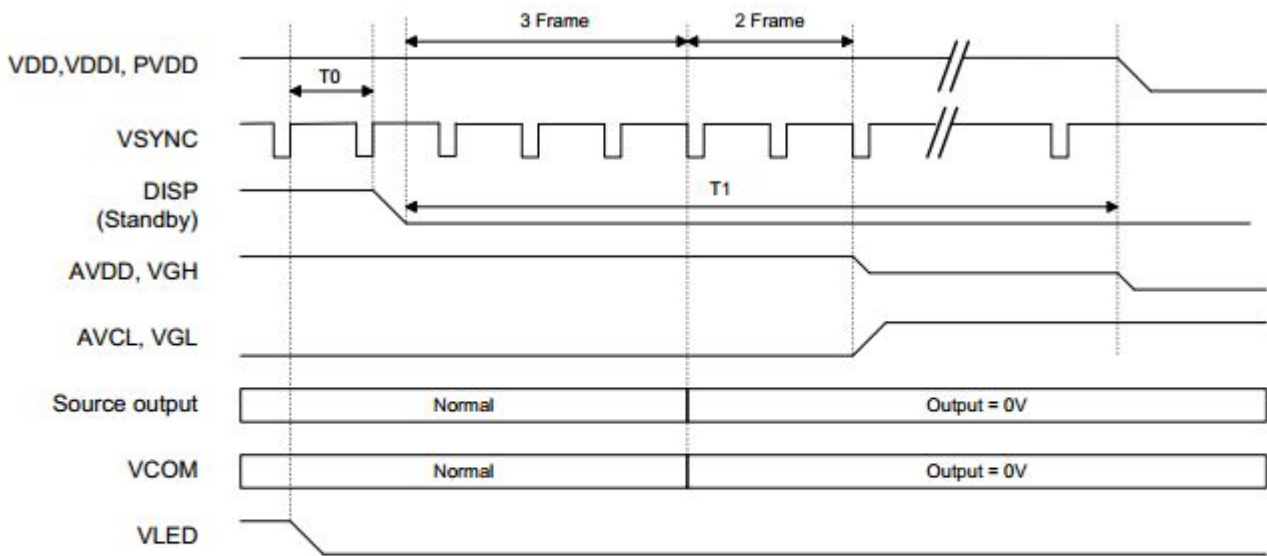 3 Frame 2 Frame
VDD,VDDI, PVDD
T0
VSYNC
DISP
(Standby)
T1
AVDD, VGH
AVCL, VGL
Source output Normal Output = 0V
VCOM Normal Output = 0V
VLED